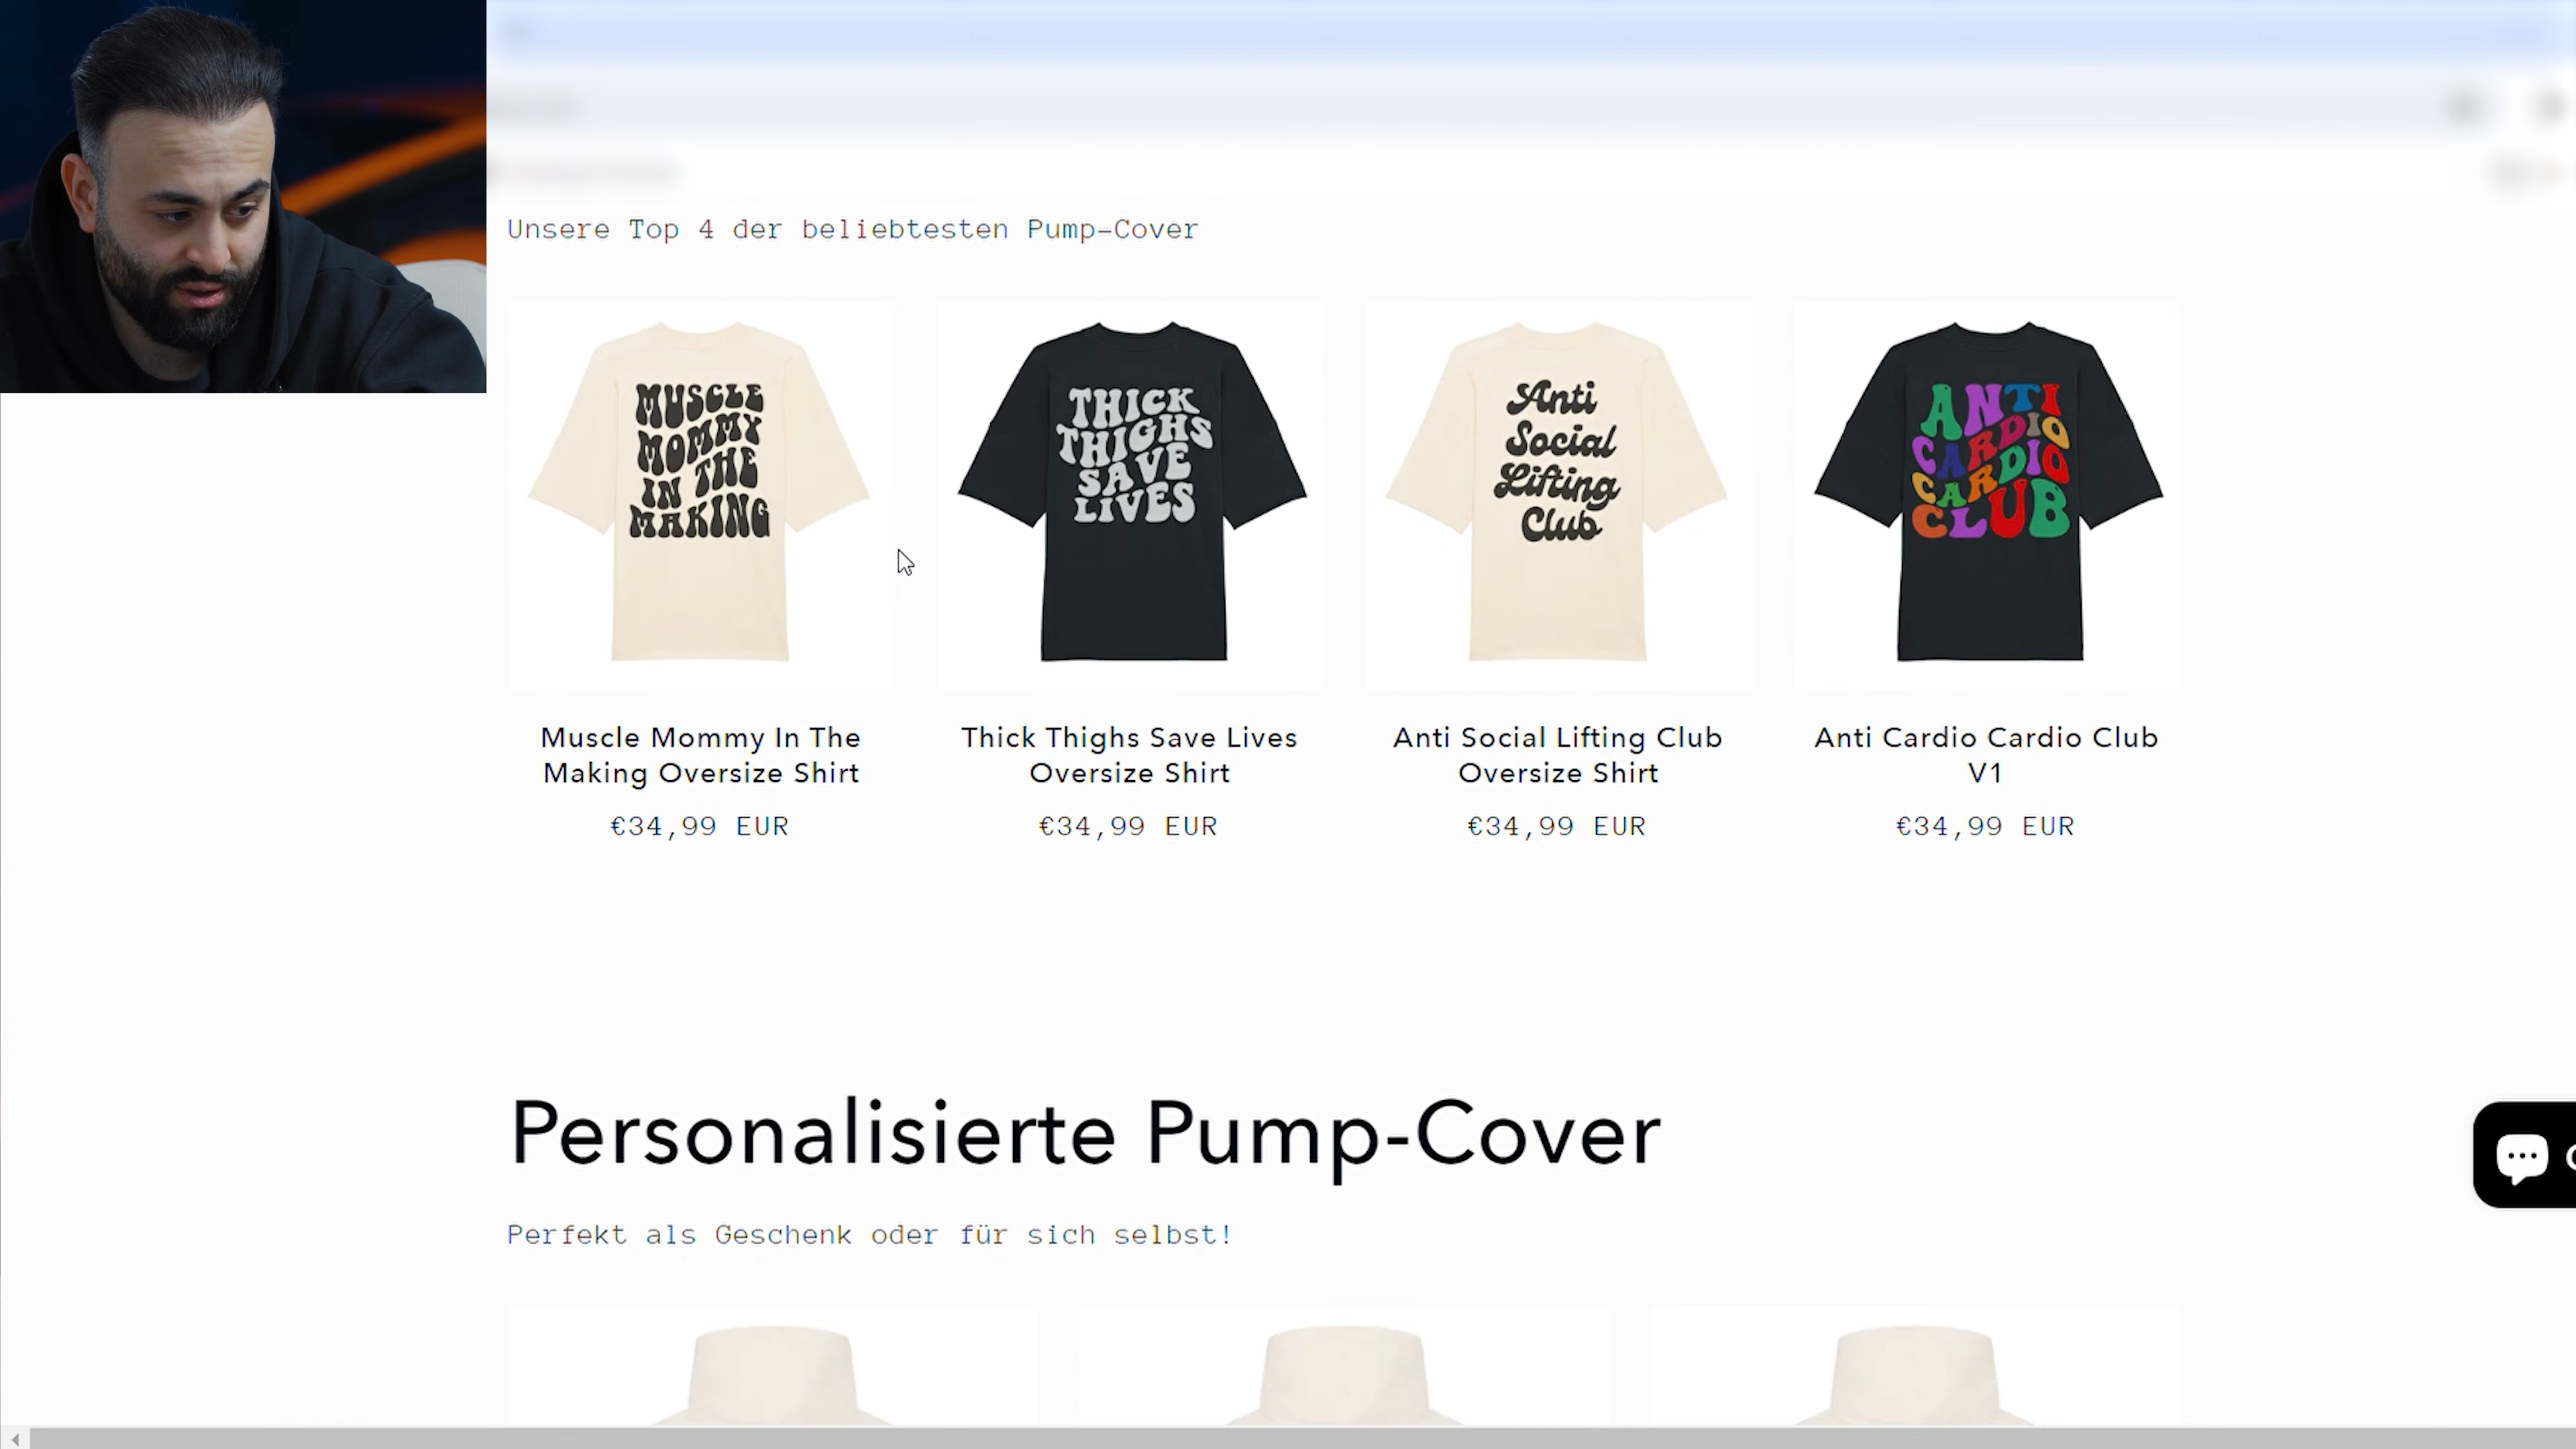 Unsere Top 4 der beliebtesten Pump-Cover
MUSCLE
MOMMY
IN THE
MAKING
THICK
THIGHS
SAVE
LIVES
Anti
Social
Lifting
Club
ANTI
CARDIO
CARDIO
CLUB
Muscle Mommy In The
Making Oversize Shirt
€34,99 EUR
Thick Thighs Save Lives
Oversize Shirt
€34,99 EUR
Anti Social Lifting Club
Oversize Shirt
€34,99 EUR
Anti Cardio Cardio Club
V1
€34,99 EUR
Personalisierte Pump-Cover
Perfekt als Geschenk oder für sich selbst!